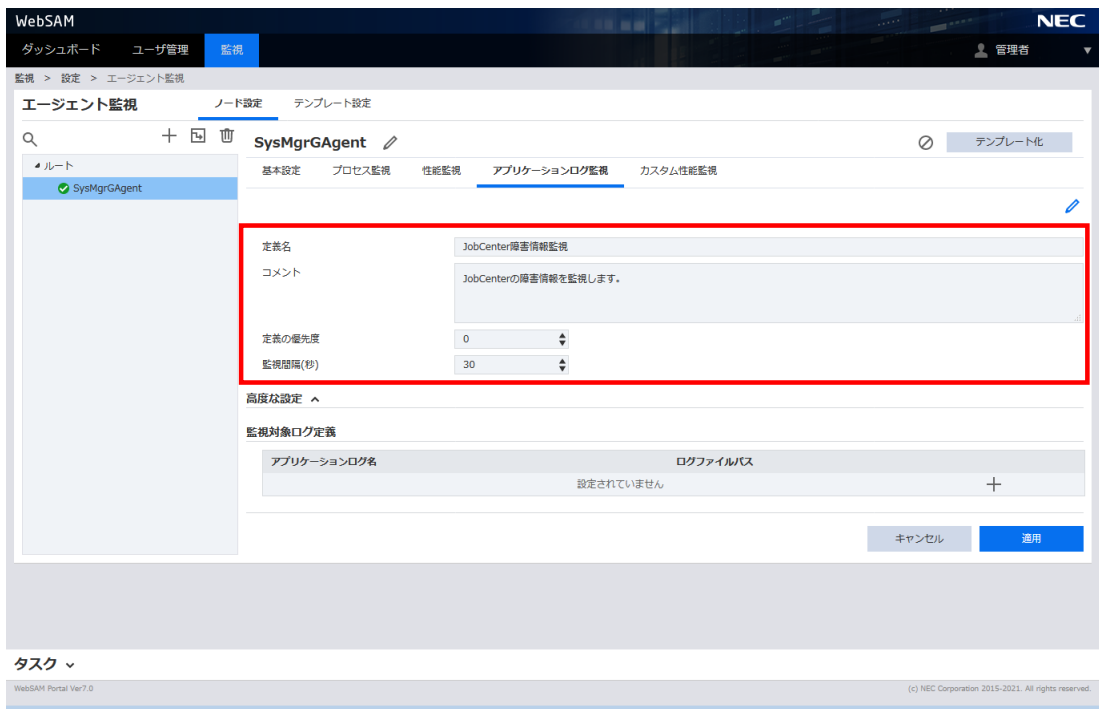 WebSAM
NEC
ダッシュボード ユーザ管理 監視 管理者
監視 > 設定 > エージェント監視
エージェント監視 ノード設定 テンプレート設定
SysMgrGAgent テンプレート化
ルート
SysMgrGAgent
基本設定 プロセス監視 性能監視 アプリケーションログ監視 カスタム性能監視
定義名 JobCenter障害情報監視
コメント JobCenterの障害情報を監視します。
定義の優先度 0
監視間隔(秒) 30
高度な設定
監視対象ログ定義
アプリケーションログ名 ログファイルパス
設定されていません
キャンセル 適用
タスク
WebSAM Portal Ver7.0 (c) NEC Corporation 2015-2021. All rights reserved.